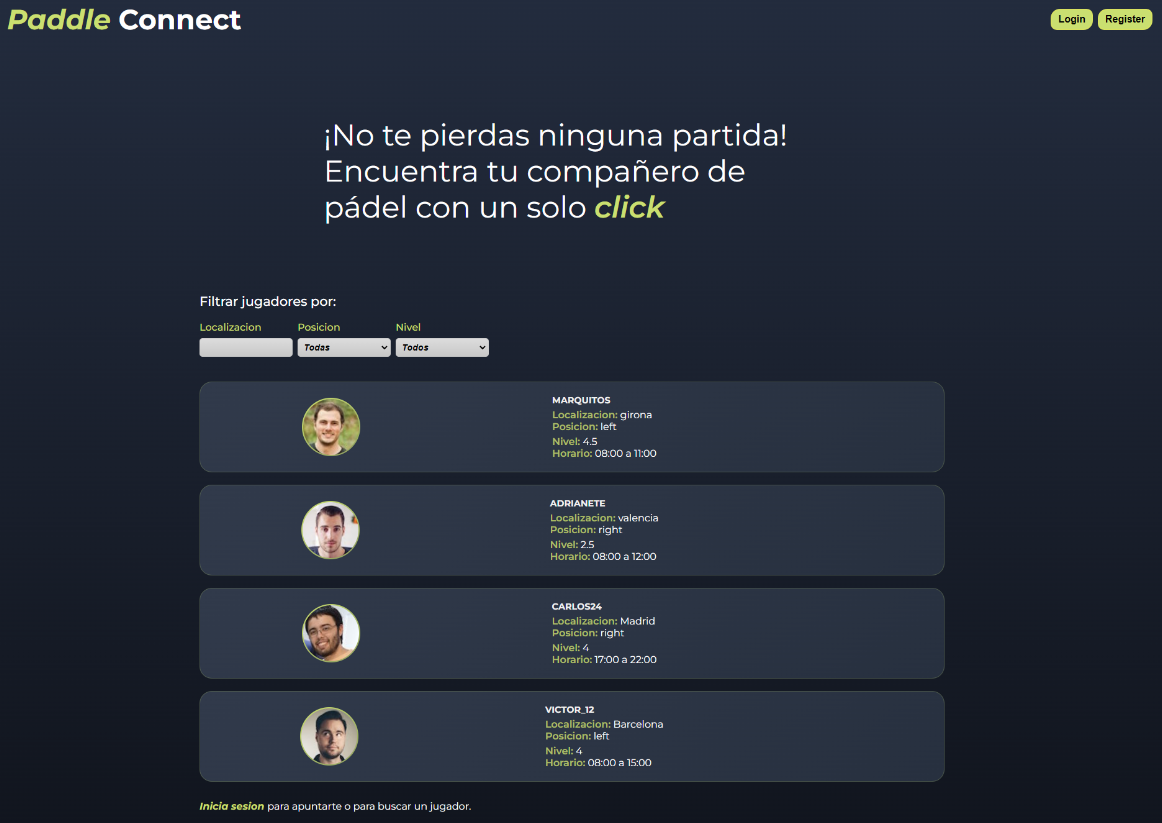 Paddle Connect
Login
Register
¡No te pierdas ninguna partida!
Encuentra tu compañero de
pádel con un solo click
Filtrar jugadores por:
Localizacion
Posicion
Nivel
Todas
Todos
MARQUITOS
Localizacion: girona
Posicion: left
Nivel: 4.5
Horario: 08:00 a 11:00
ADRIANETE
Localizacion: valencia
Posicion: right
Nivel: 2.5
Horario: 08:00 a 12:00
CARLOS24
Localizacion: Madrid
Posicion: right
Nivel: 4
Horario: 17:00 a 22:00
VICTOR_12
Localizacion: Barcelona
Posicion: left
Nivel: 4
Horario: 08:00 a 15:00
Inicia sesion para apuntarte o para buscar un jugador.